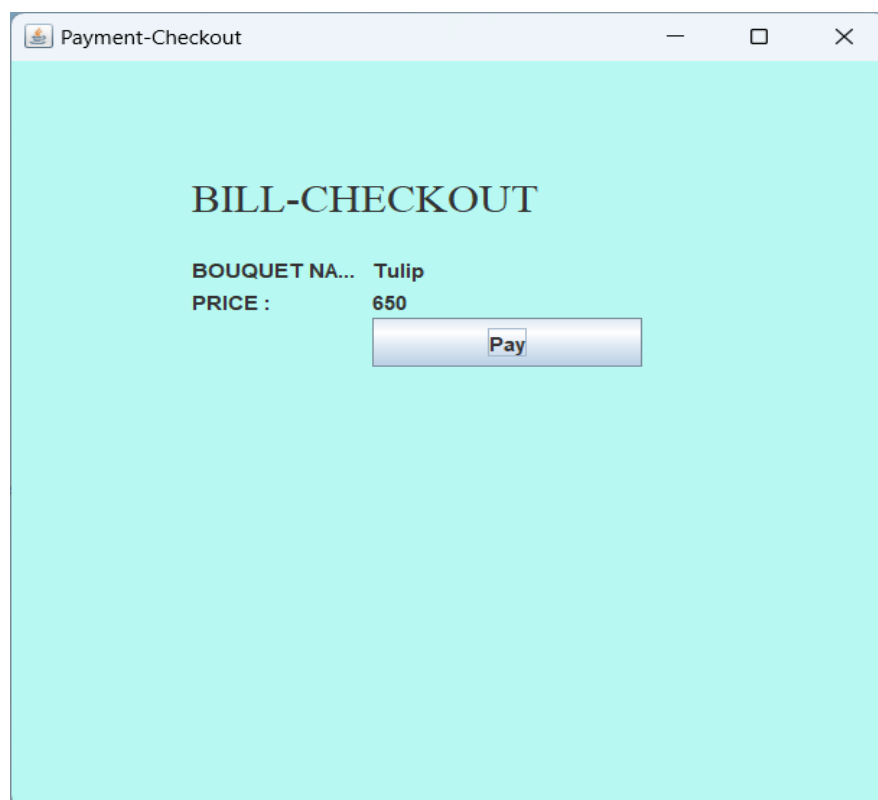 Payment-Checkout
BILL-CHECKOUT
BOUQUET NA... Tulip
PRICE : 650
Pay